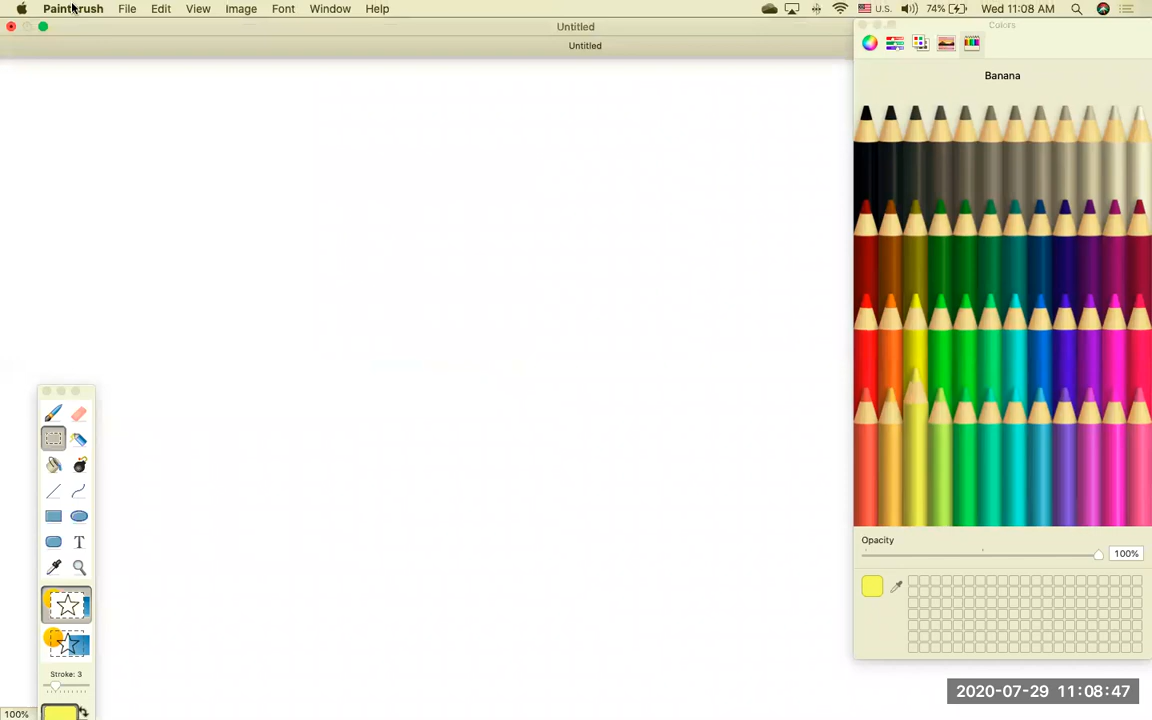 Paintbrush File Edit View Image Font Window Help U.S. 74% Wed 11:08 AM
Untitled
Untitled
Colors
Banana
T
Opacity
100%
Stroke: 3
100%
2020-07-29 11:08:47